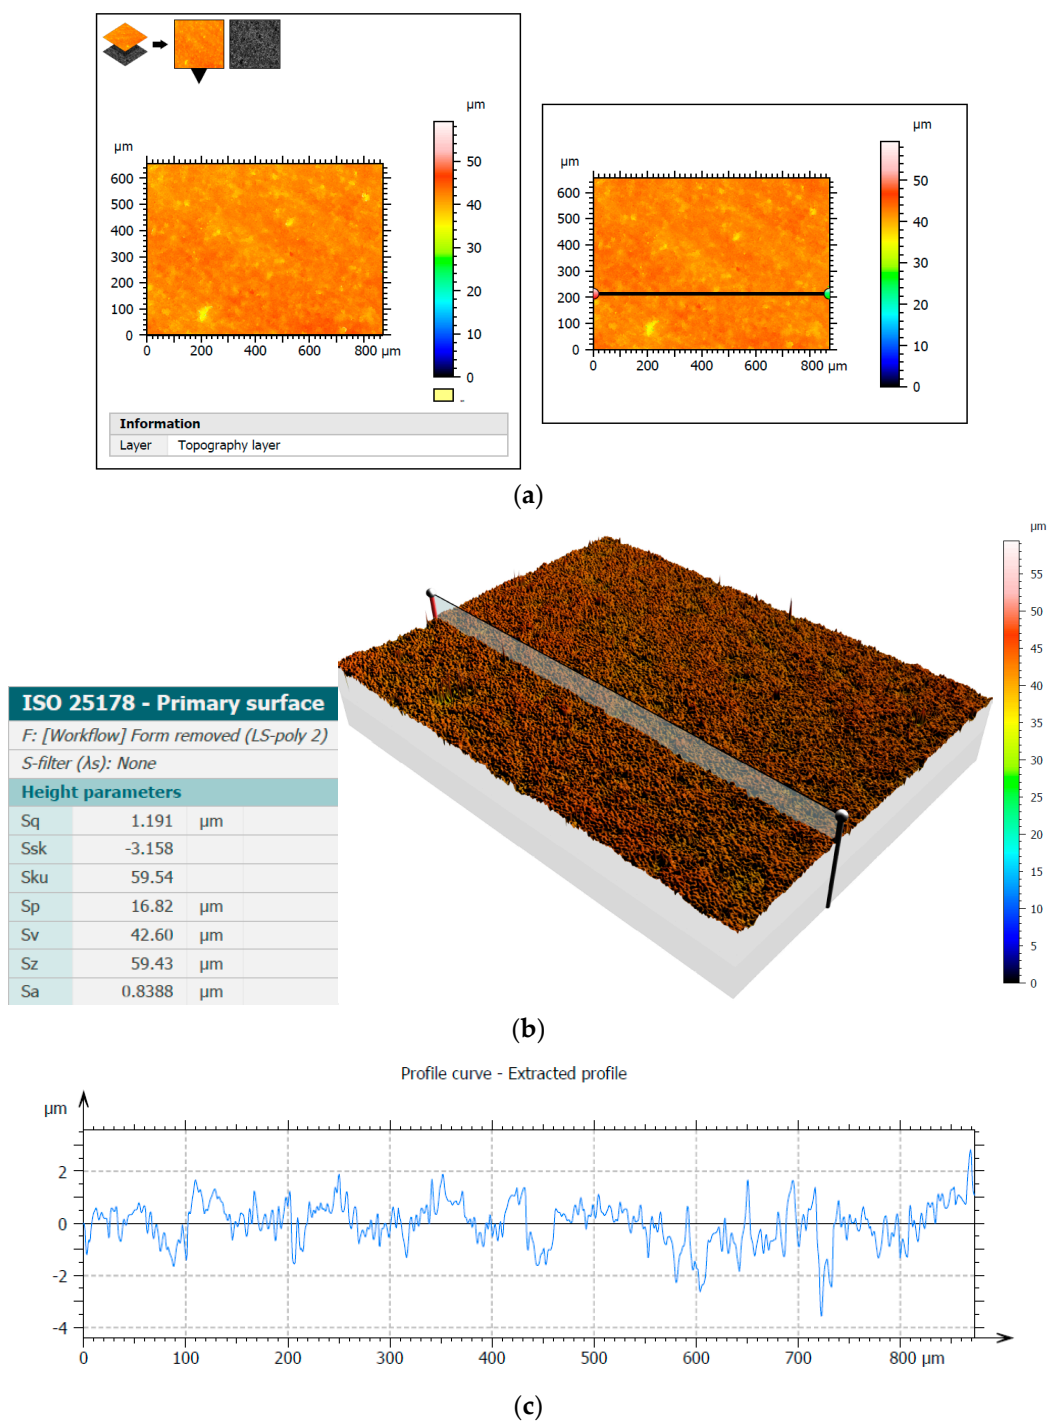 µm
50
40
30
20
10
0
-
µm
600
500
400
300
200
100
0
0 200 400 600 800 µm
Information
Layer Topography layer
µm
50
40
30
20
10
0
µm
600
500
400
300
200
100
0
0 200 400 600 800 µm
(a)
µm
55
50
45
40
35
30
25
20
15
10
5
0
ISO 25178 - Primary surface
F: [Workflow] Form removed (LS-poly 2)
S-filter (λs): None
Height parameters
Sq 1.191 µm
Ssk -3.158
Sku 59.54
Sp 16.82 µm
Sv 42.60 µm
Sz 59.43 µm
Sa 0.8388 µm
(b)
Profile curve - Extracted profile
µm
2
0
-2
-4
0 100 200 300 400 500 600 700 800 µm
(c)